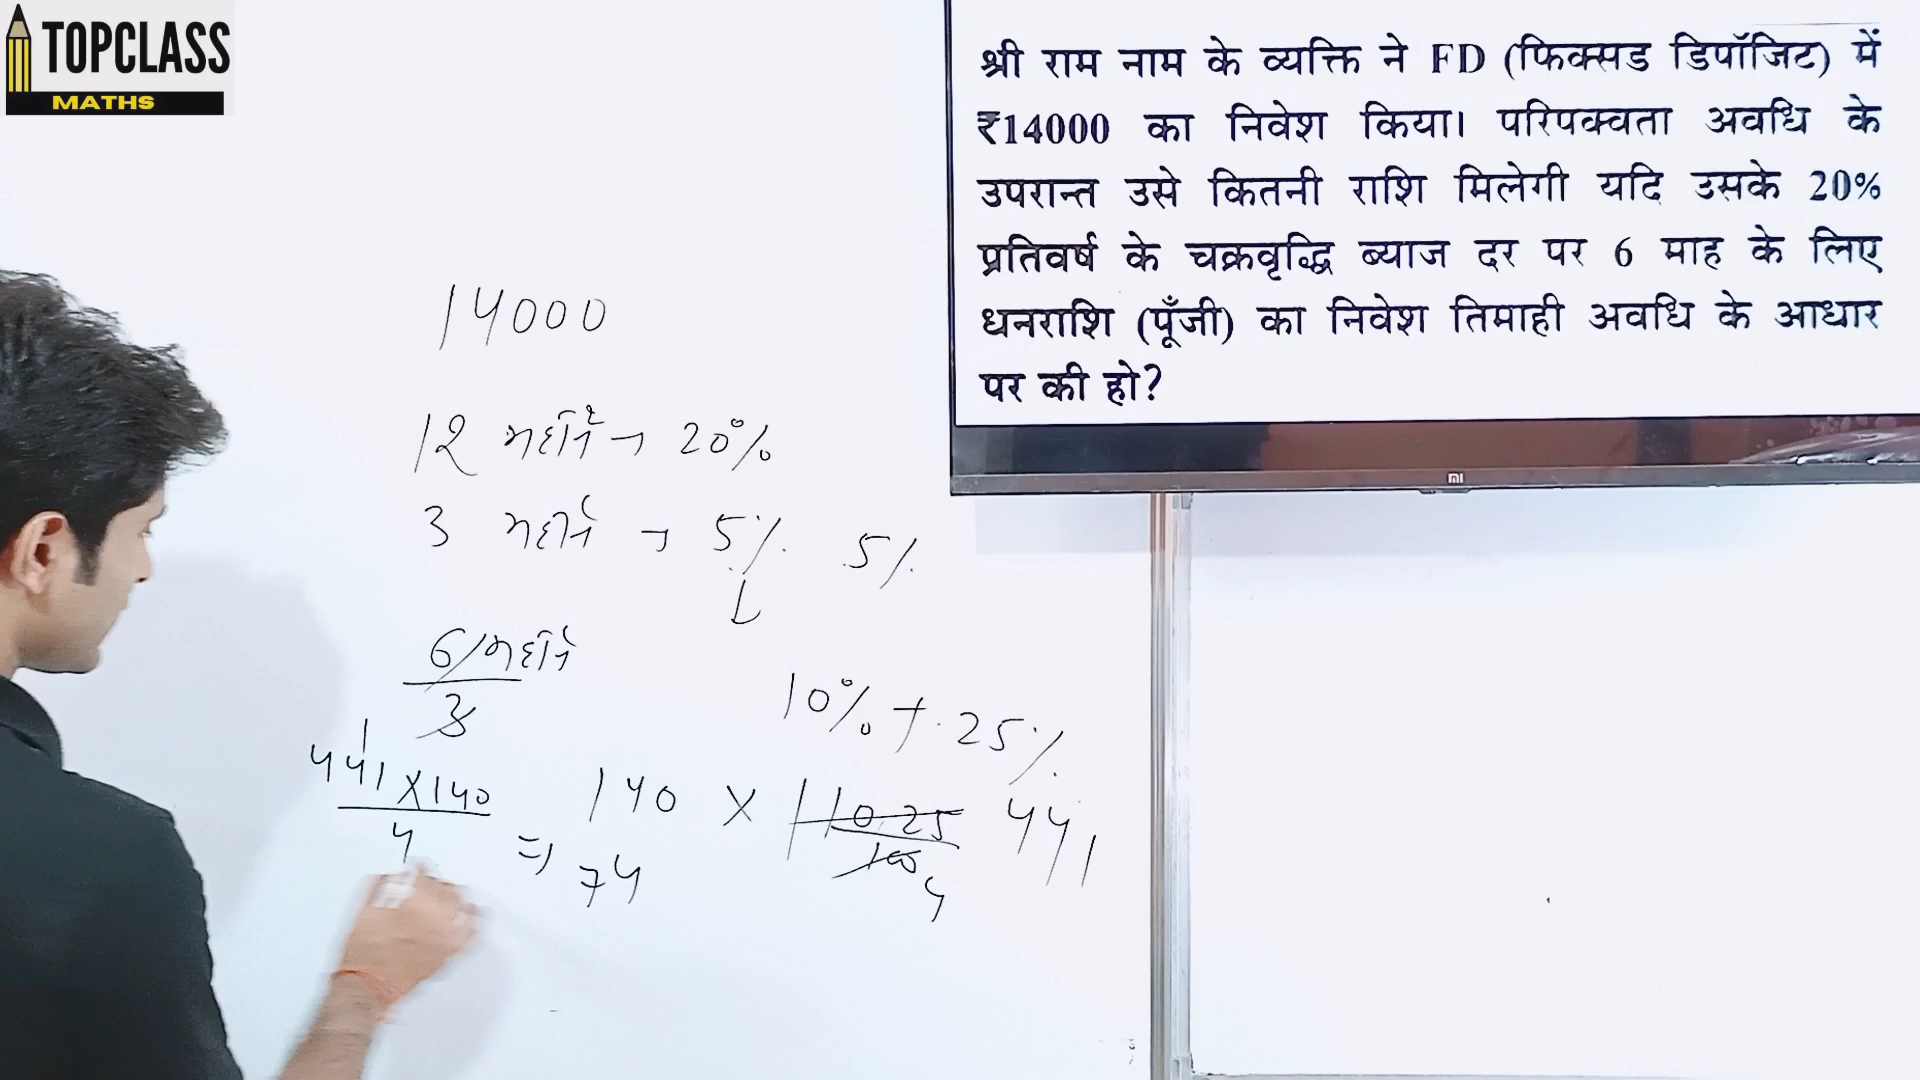 TOPCLASS
MATHS
श्री राम नाम के व्यक्ति ने FD (फिक्सड डिपॉजिट) में
₹14000 का निवेश किया। परिपक्वता अवधि के
उपरान्त उसे कितनी राशि मिलेगी यदि उसके 20%
प्रतिवर्ष के चक्रवृद्धि ब्याज दर पर 6 माह के लिए
धनराशि (पूँजी) का निवेश तिमाही अवधि के आधार
पर की हो?
mi
14000
12 महीने → 20%
3 महीने → 5% 5%
6 महीने
3
10% + .25%
441 × 140
4
140 × 110.25 441
100
4
⇒ 74